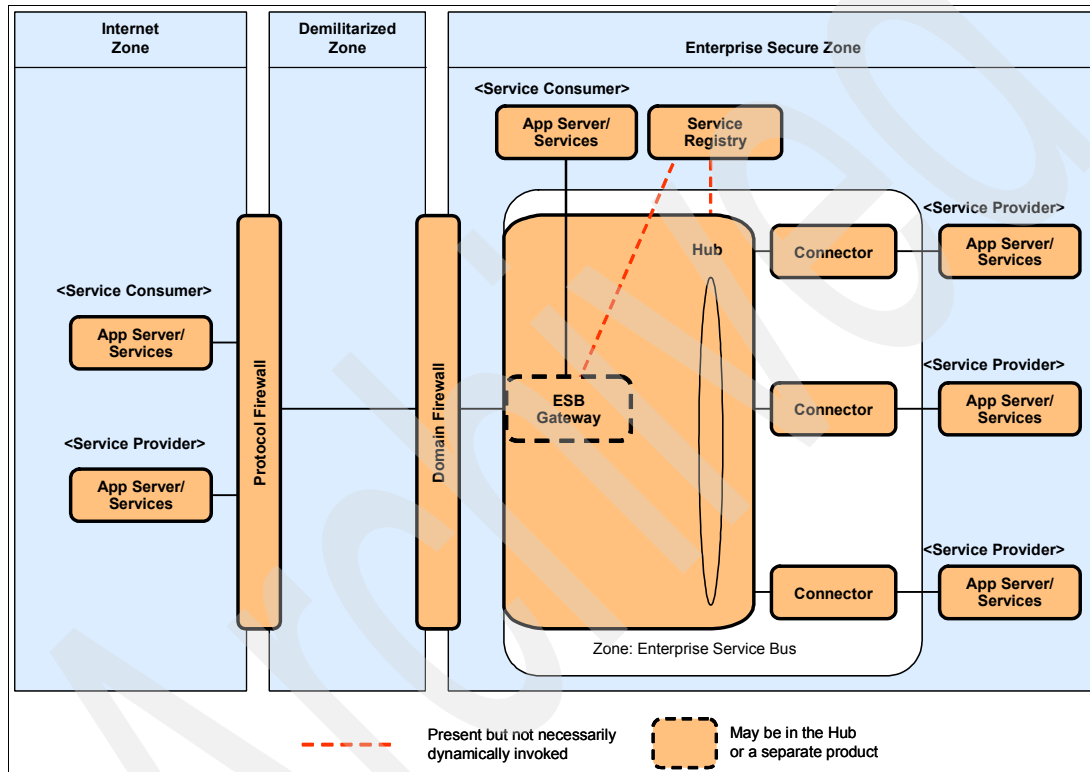 Internet
Zone
Demilitarized
Zone
Enterprise Secure Zone
<Service Consumer>
App Server/
Services
Service
Registry
<Service Provider>
App Server/
Services
Hub
Connector
<Service Consumer>
App Server/
Services
Protocol Firewall
Domain Firewall
ESB
Gateway
Connector
<Service Provider>
App Server/
Services
<Service Provider>
App Server/
Services
Connector
<Service Provider>
App Server/
Services
Zone: Enterprise Service Bus
Present but not necessarily
dynamically invoked
May be in the Hub
or a separate product
Archived